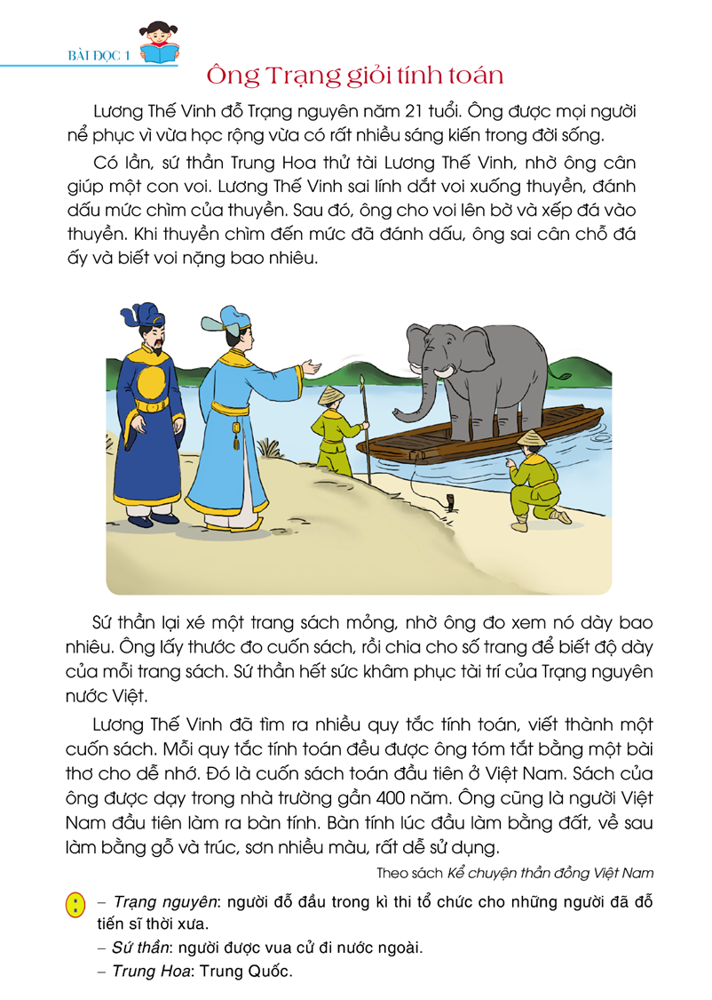 BÀI ĐỌC 1
Ông Trạng giỏi tính toán
Lương Thế Vinh đỗ Trạng nguyên năm 21 tuổi. Ông được mọi người
nể phục vì vừa học rộng vừa có rất nhiều sáng kiến trong đời sống.
Có lần, sứ thần Trung Hoa thử tài Lương Thế Vinh, nhờ ông cân
giúp một con voi. Lương Thế Vinh sai lính dắt voi xuống thuyền, đánh
dấu mức chìm của thuyền. Sau đó, ông cho voi lên bờ và xếp đá vào
thuyền. Khi thuyền chìm đến mức đã đánh dấu, ông sai cân chỗ đá
ấy và biết voi nặng bao nhiêu.
Sứ thần lại xé một trang sách mỏng, nhờ ông đo xem nó dày bao
nhiêu. Ông lấy thước đo cuốn sách, rồi chia cho số trang để biết độ dày
của mỗi trang sách. Sứ thần hết sức khâm phục tài trí của Trạng nguyên
nước Việt.
Lương Thế Vinh đã tìm ra nhiều quy tắc tính toán, viết thành một
cuốn sách. Mỗi quy tắc tính toán đều được ông tóm tắt bằng một bài
thơ cho dễ nhớ. Đó là cuốn sách toán đầu tiên ở Việt Nam. Sách của
ông được dạy trong nhà trường gần 400 năm. Ông cũng là người Việt
Nam đầu tiên làm ra bàn tính. Bàn tính lúc đầu làm bằng đất, về sau
làm bằng gỗ và trúc, sơn nhiều màu, rất dễ sử dụng.
Theo sách Kể chuyện thần đồng Việt Nam
– Trạng nguyên: người đỗ đầu trong kì thi tổ chức cho những người đã đỗ
tiến sĩ thời xưa.
– Sứ thần: người được vua cử đi nước ngoài.
– Trung Hoa: Trung Quốc.